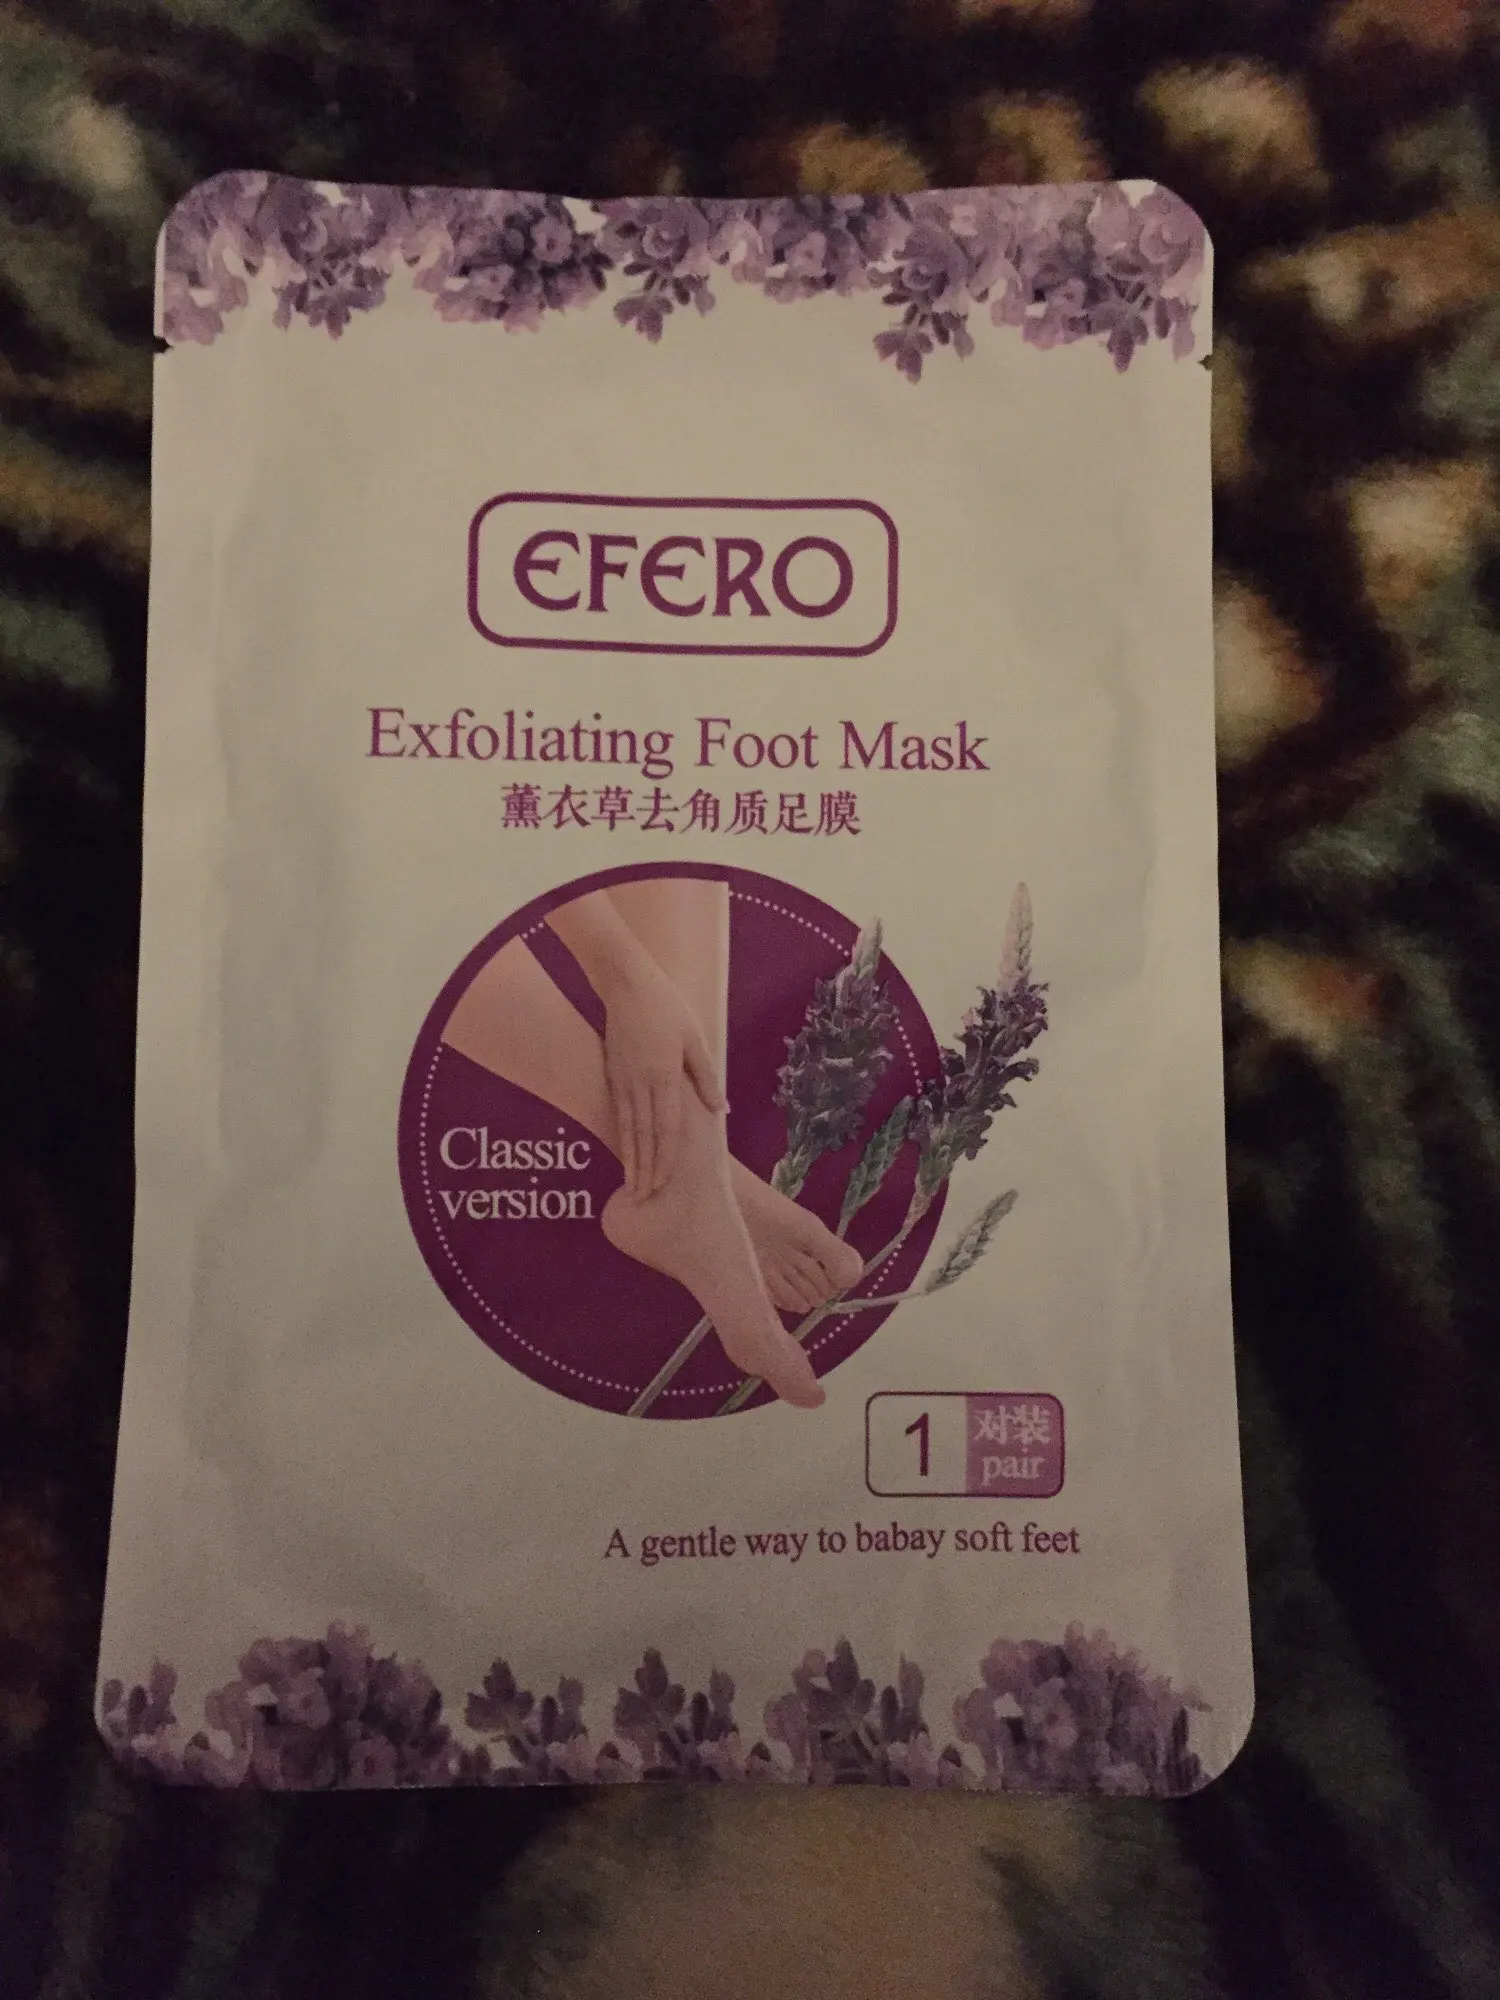 EFERO
Exfoliating Foot Mask
薰衣草去角质足膜
Classic
version
1 对装
pair
A gentle way to babay soft feet